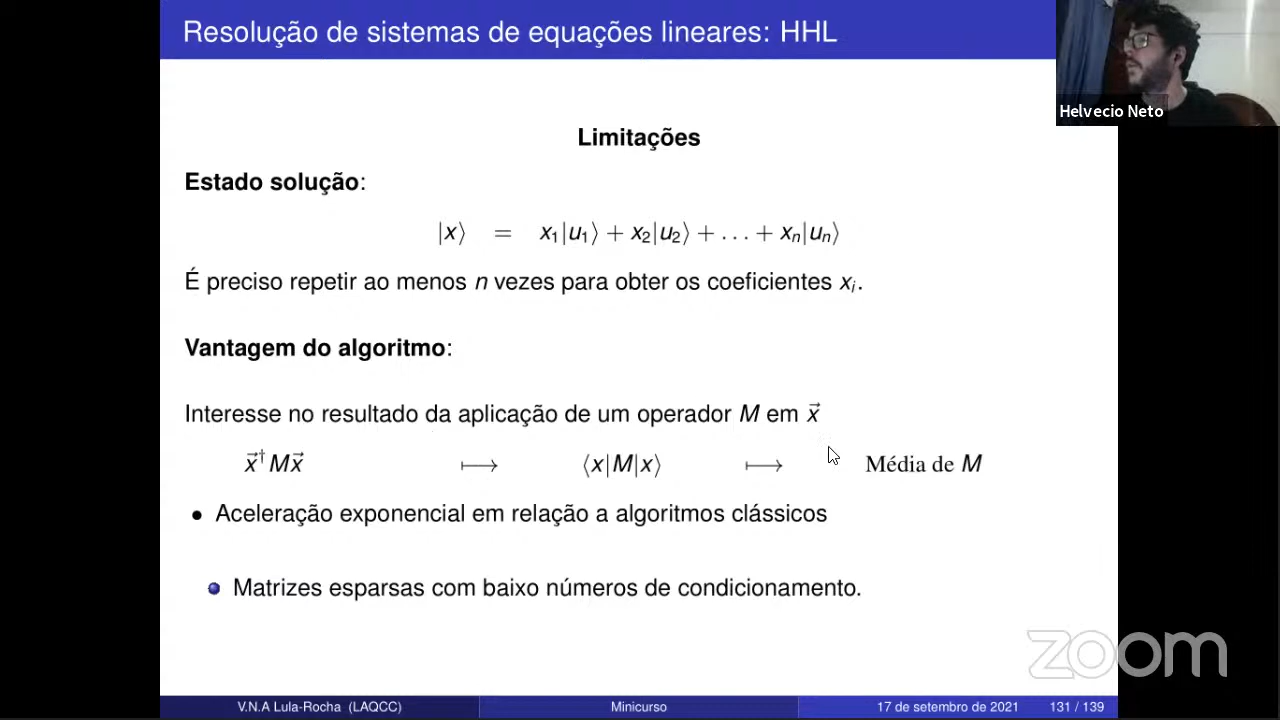 Resolução de sistemas de equações lineares: HHL
Helvecio Neto
Limitações
Estado solução:
|x⟩ = x₁|u₁⟩ + x₂|u₂⟩ + . . . + xₙ|uₙ⟩
É preciso repetir ao menos n vezes para obter os coeficientes xᵢ.
Vantagem do algoritmo:
Interesse no resultado da aplicação de um operador M em x⃗
x⃗†Mx⃗ ⟼ ⟨x|M|x⟩ ⟼ Média de M
• Aceleração exponencial em relação a algoritmos clássicos
• Matrizes esparsas com baixo números de condicionamento.
zoom
V.N.A Lula-Rocha (LAQCC) Minicurso 17 de setembro de 2021 131 / 139